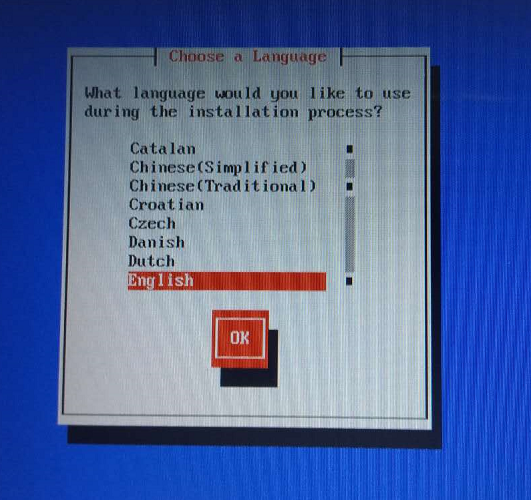 Choose a Language
What language would you like to use
during the installation process?
Catalan
Chinese(Simplified)
Chinese(Traditional)
Croatian
Czech
Danish
Dutch
English
OK